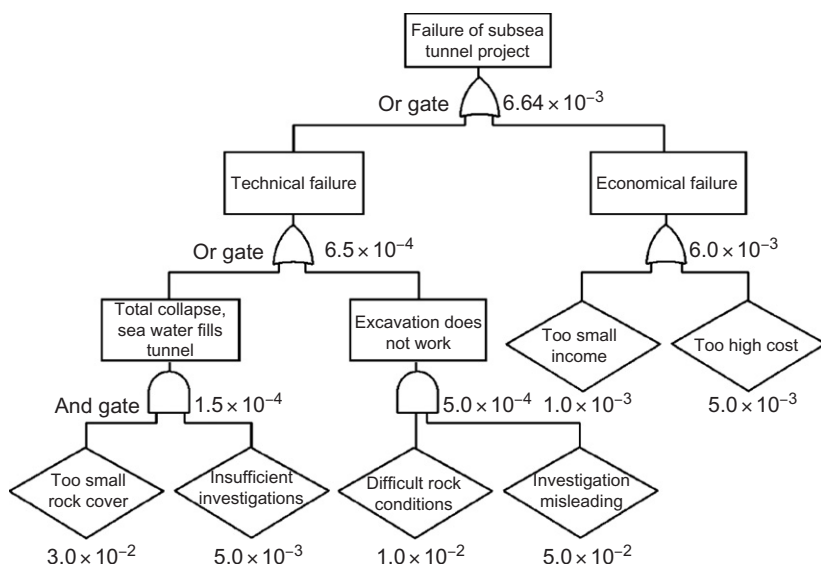 Failure of subsea
tunnel project
Or gate
6.64 × 10⁻³
Technical failure
Economical failure
Or gate
6.5 × 10⁻⁴
6.0 × 10⁻³
Total collapse,
sea water fills
tunnel
Excavation does
not work
Too small
income
Too high cost
And gate
1.5 × 10⁻⁴
5.0 × 10⁻⁴
1.0 × 10⁻³
5.0 × 10⁻³
Too small
rock cover
Insufficient
investigations
Difficult rock
conditions
Investigation
misleading
3.0 × 10⁻²
5.0 × 10⁻³
1.0 × 10⁻²
5.0 × 10⁻²